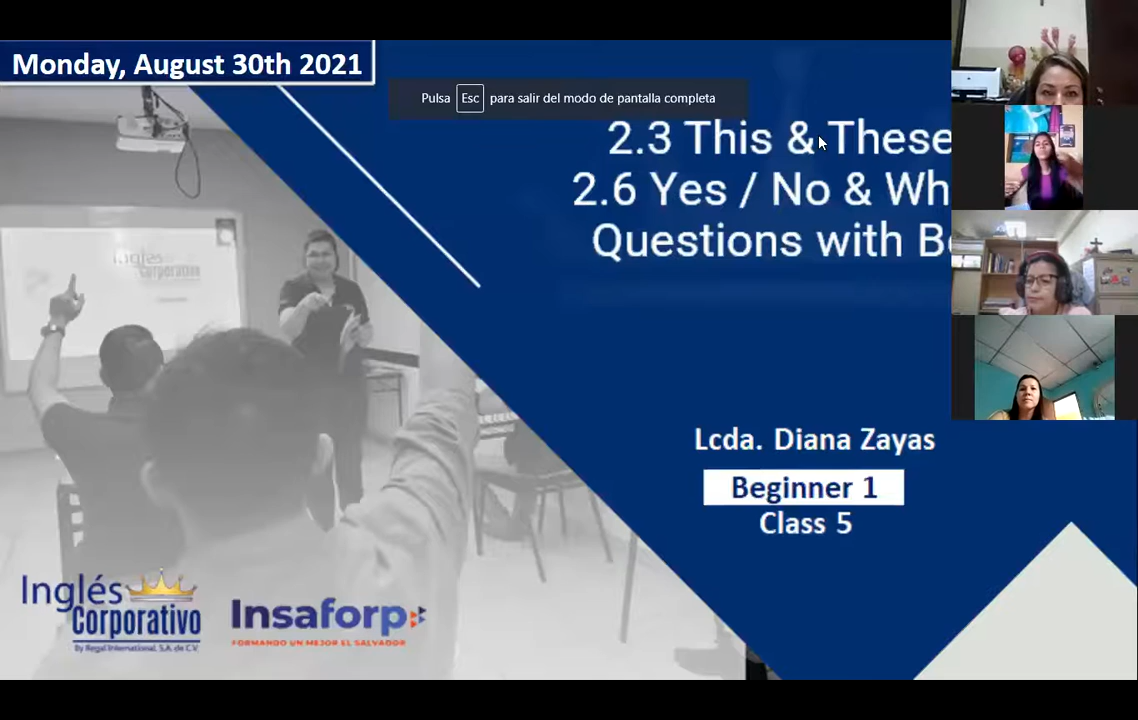 Monday, August 30th 2021
Pulsa Esc para salir del modo de pantalla completa
2.3 This & These
2.6 Yes / No & Wh
Questions with B
Lcda. Diana Zayas
Beginner 1
Class 5
Inglés
Corporativo
By Regal International, S.A. de C.V.
Insaforp
FORMANDO UN MEJOR EL SALVADOR
Inglés
Corporativo